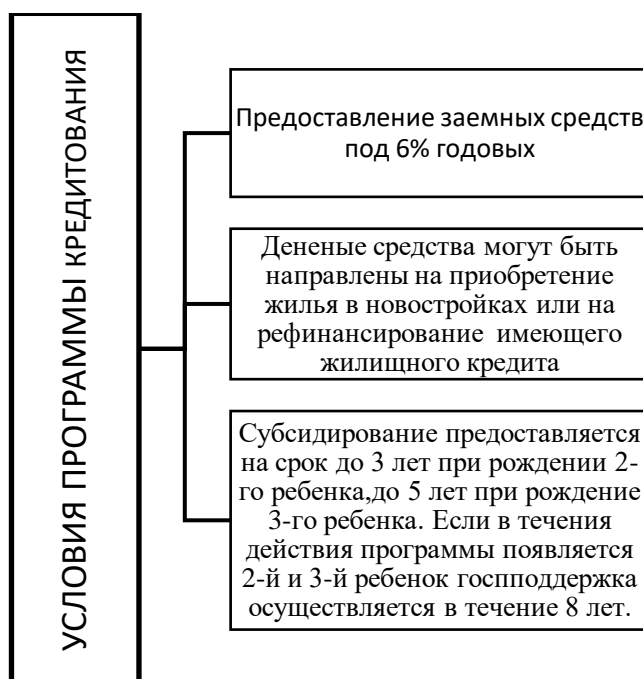 УСЛОВИЯ ПРОГРАММЫ КРЕДИТОВАНИЯ
Предоставление заемных средств
под 6% годовых
Дененые средства могут быть
направлены на приобретение
жилья в новостройках или на
рефинансирование имеющего
жилищного кредита
Субсидирование предоставляется
на срок до 3 лет при рождении 2-
го ребенка,до 5 лет при рождение
3-го ребенка. Если в течения
действия программы появляется
2-й и 3-й ребенок госпподдержка
осуществляется в течение 8 лет.